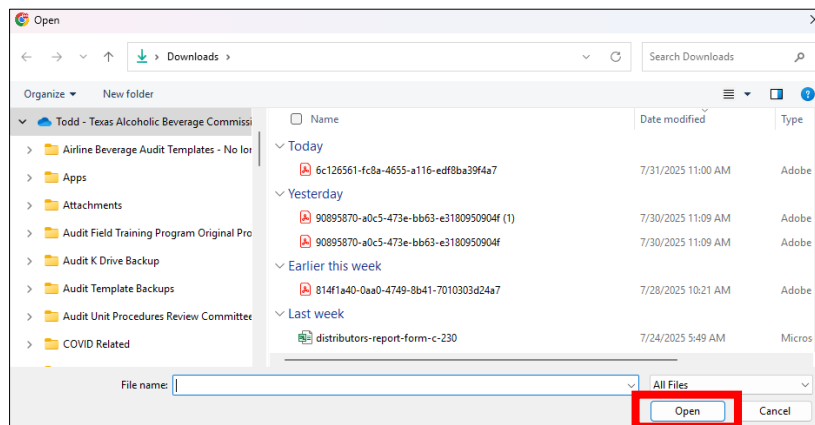 Open
Downloads
Search Downloads
Organize
New folder
Name
Date modified
Type
Todd - Texas Alcoholic Beverage Commissi
Airline Beverage Audit Templates - No lor
Apps
Attachments
Audit Field Training Program Original Pro
Audit K Drive Backup
Audit Template Backups
Audit Unit Procedures Review Committee
COVID Related
Today
6c126561-fc8a-4655-a116-edf8ba39f4a7 7/31/2025 11:00 AM Adobe
Yesterday
90895870-a0c5-473e-bb63-e3180950904f (1) 7/30/2025 11:09 AM Adobe
90895870-a0c5-473e-bb63-e3180950904f 7/30/2025 11:09 AM Adobe
Earlier this week
814f1a40-0aa0-4749-8b41-7010303d24a7 7/28/2025 10:21 AM Adobe
Last week
distributors-report-form-c-230 7/24/2025 5:49 AM Micros
File name:
All Files
Open
Cancel